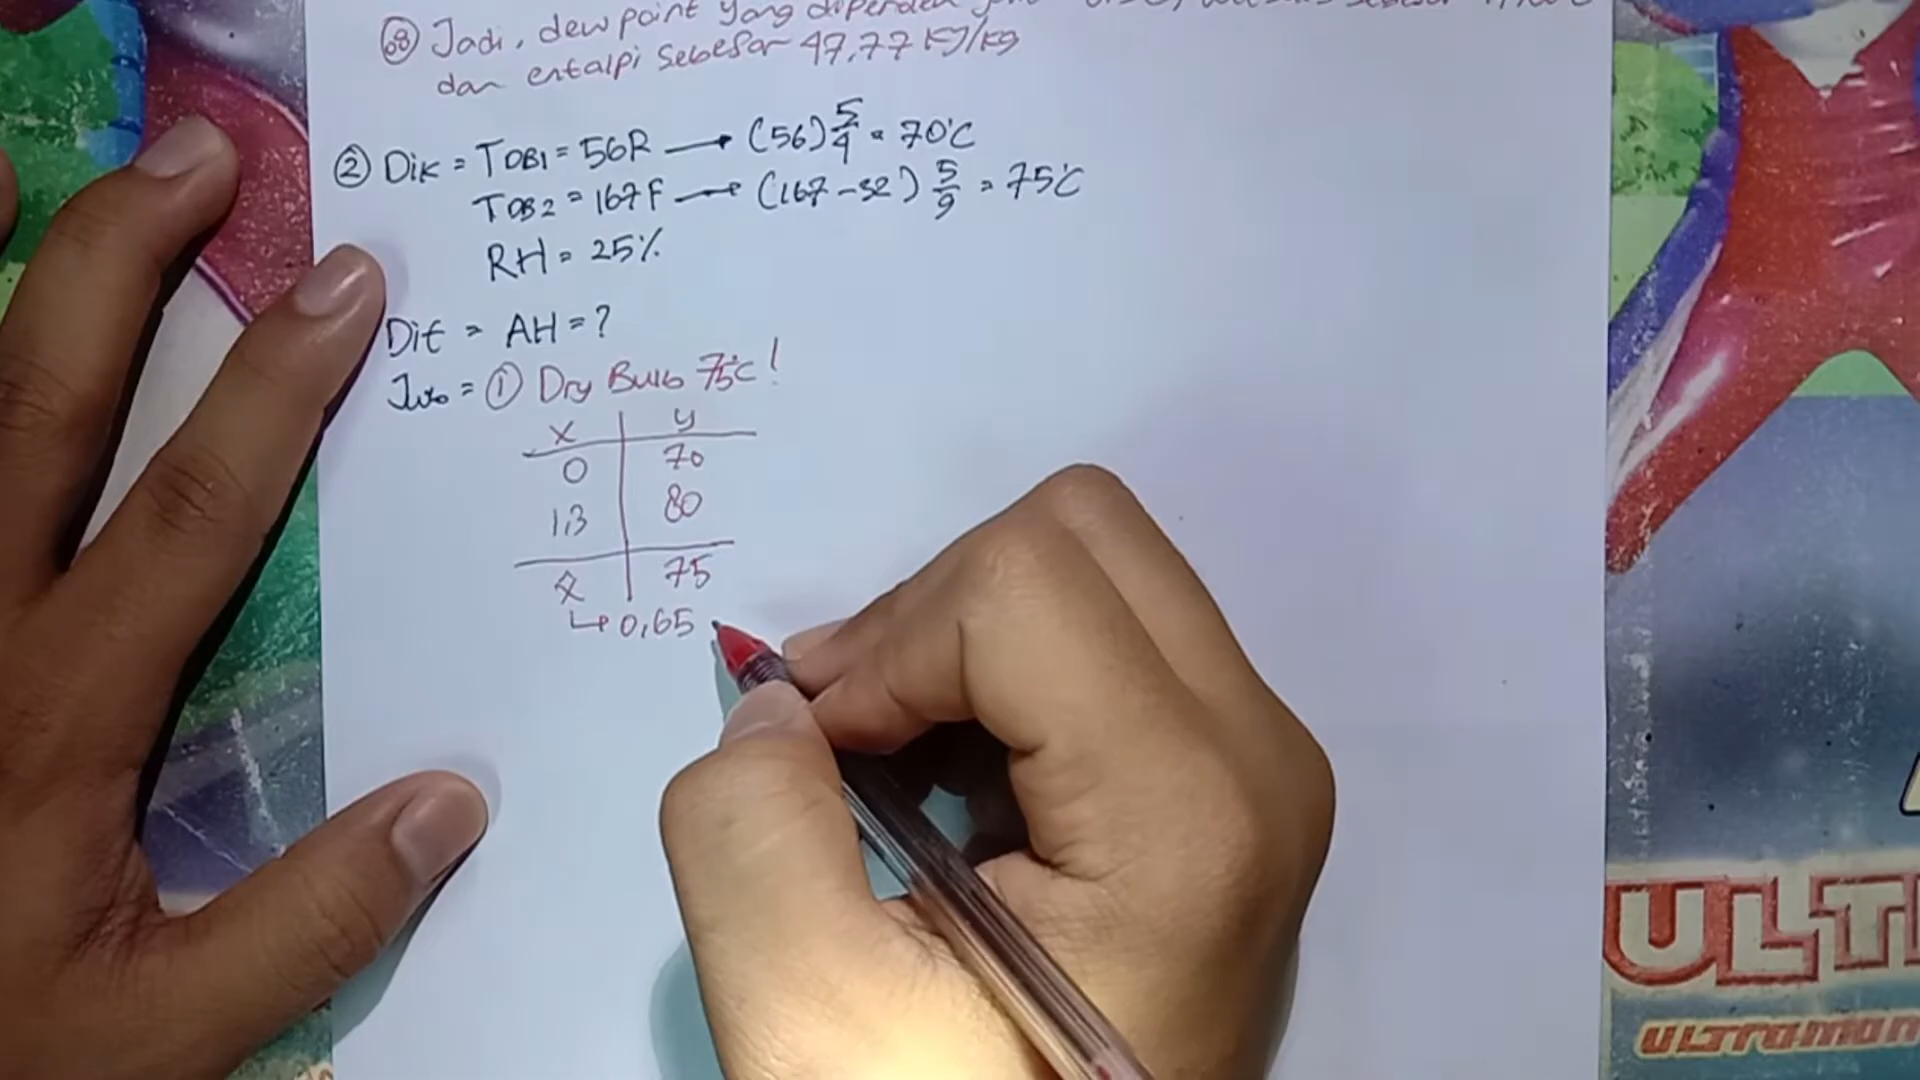 68 Jadi, dew point yang diperoleh
dan entalpi sebesar 47,77 KJ/Kg
② Dik = TDB1 = 56R → (56) 5/4 = 70°C
TDB2 = 167F → (167-32) 5/9 = 75°C
RH = 25%
Dit = AH = ?
Jwb = ① Dry Bulb 75°C!
x | y
0 | 70
1,3 | 80
x | 75
↳ 0,65
ULT
ULTRAMAN